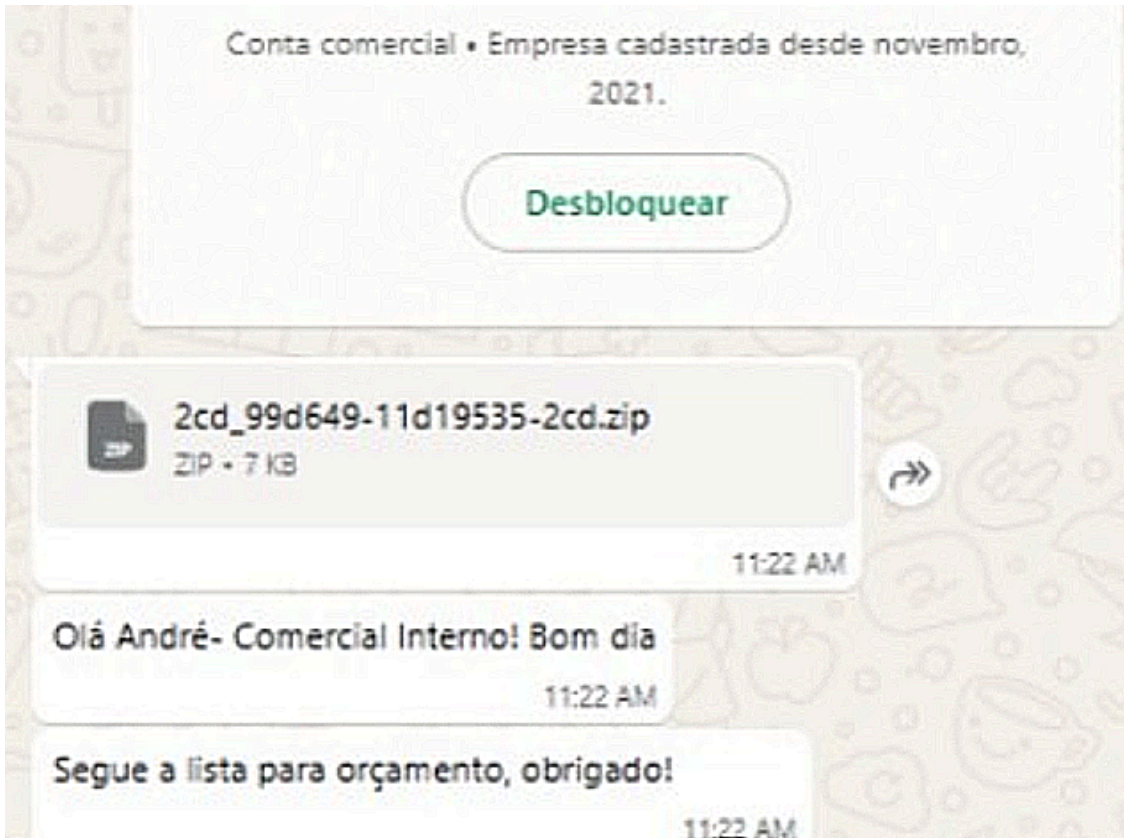 Conta comercial • Empresa cadastrada desde novembro,
2021.
Desbloquear
2cd_99d649-11d19535-2cd.zip
ZIP
ZIP • 7 KB
11:22 AM
Olá André- Comercial Interno! Bom dia
11:22 AM
Segue a lista para orçamento, obrigado!
11:22 AM